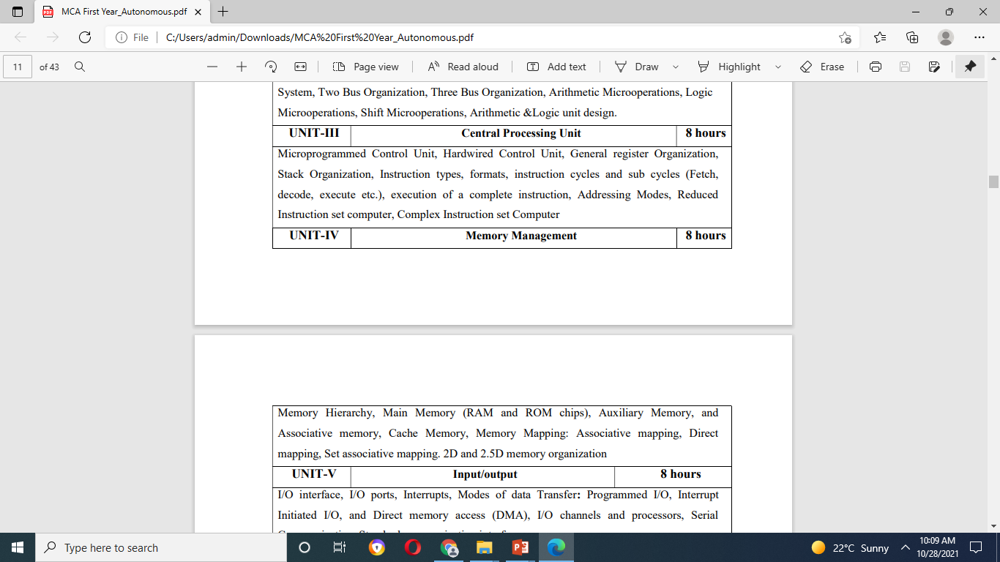 MCA First Year_Autonomous.pdf
File C:/Users/admin/Downloads/MCA%20First%20Year_Autonomous.pdf
11 of 43 Page view Read aloud Add text Draw Highlight Erase
System, Two Bus Organization, Three Bus Organization, Arithmetic Microoperations, Logic
Microoperations, Shift Microoperations, Arithmetic &Logic unit design.
UNIT-III Central Processing Unit 8 hours
Microprogrammed Control Unit, Hardwired Control Unit, General register Organization,
Stack Organization, Instruction types, formats, instruction cycles and sub cycles (Fetch,
decode, execute etc.), execution of a complete instruction, Addressing Modes, Reduced
Instruction set computer, Complex Instruction set Computer
UNIT-IV Memory Management 8 hours
Memory Hierarchy, Main Memory (RAM and ROM chips), Auxiliary Memory, and
Associative memory, Cache Memory, Memory Mapping: Associative mapping, Direct
mapping, Set associative mapping. 2D and 2.5D memory organization
UNIT-V Input/output 8 hours
I/O interface, I/O ports, Interrupts, Modes of data Transfer: Programmed I/O, Interrupt
Initiated I/O, and Direct memory access (DMA), I/O channels and processors, Serial
Type here to search
22°C Sunny
10:09 AM
10/28/2021